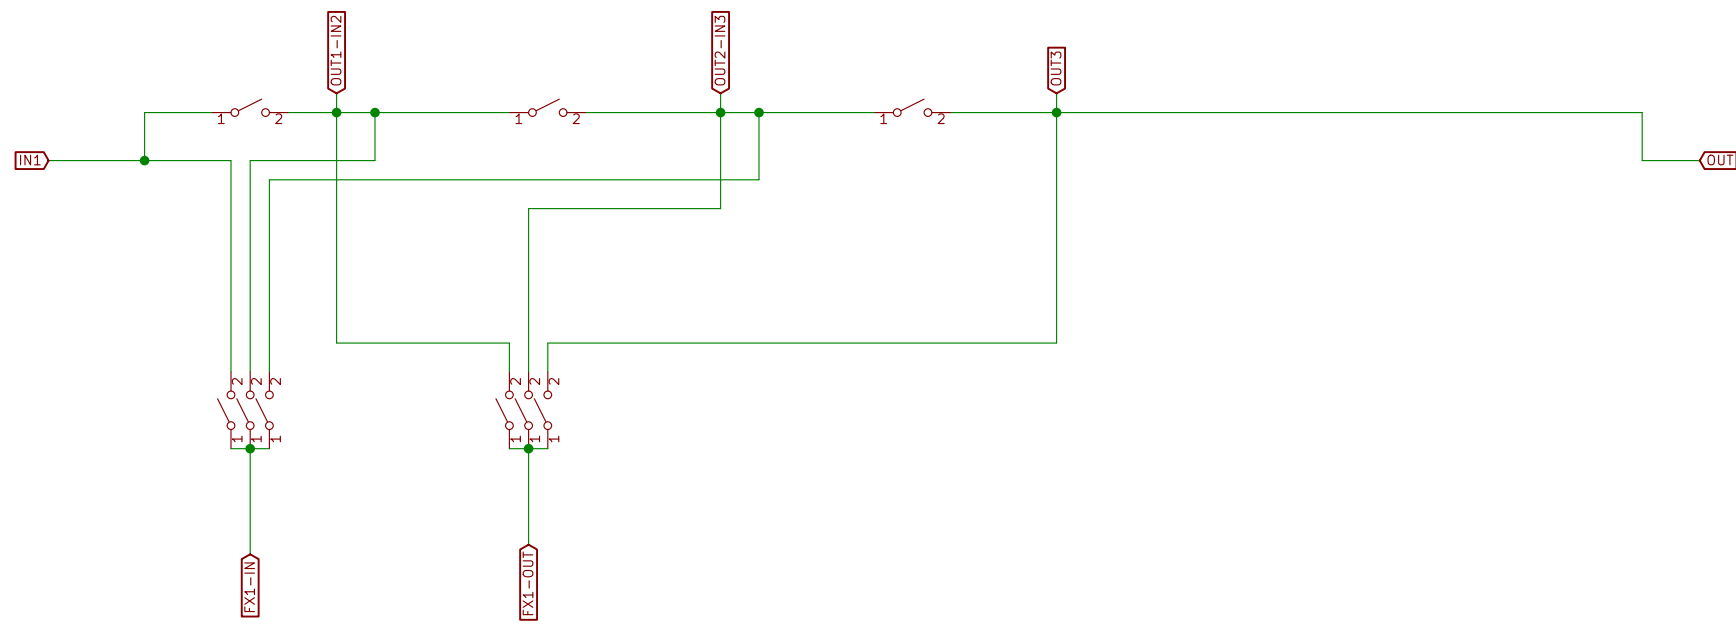 OUT1-IN2
OUT2-IN3
OUT3
1 2
1 2
1 2
IN1
OUT
2 2 2
2 2 2
1 1 1
1 1 1
FX1-IN
FX1-OUT